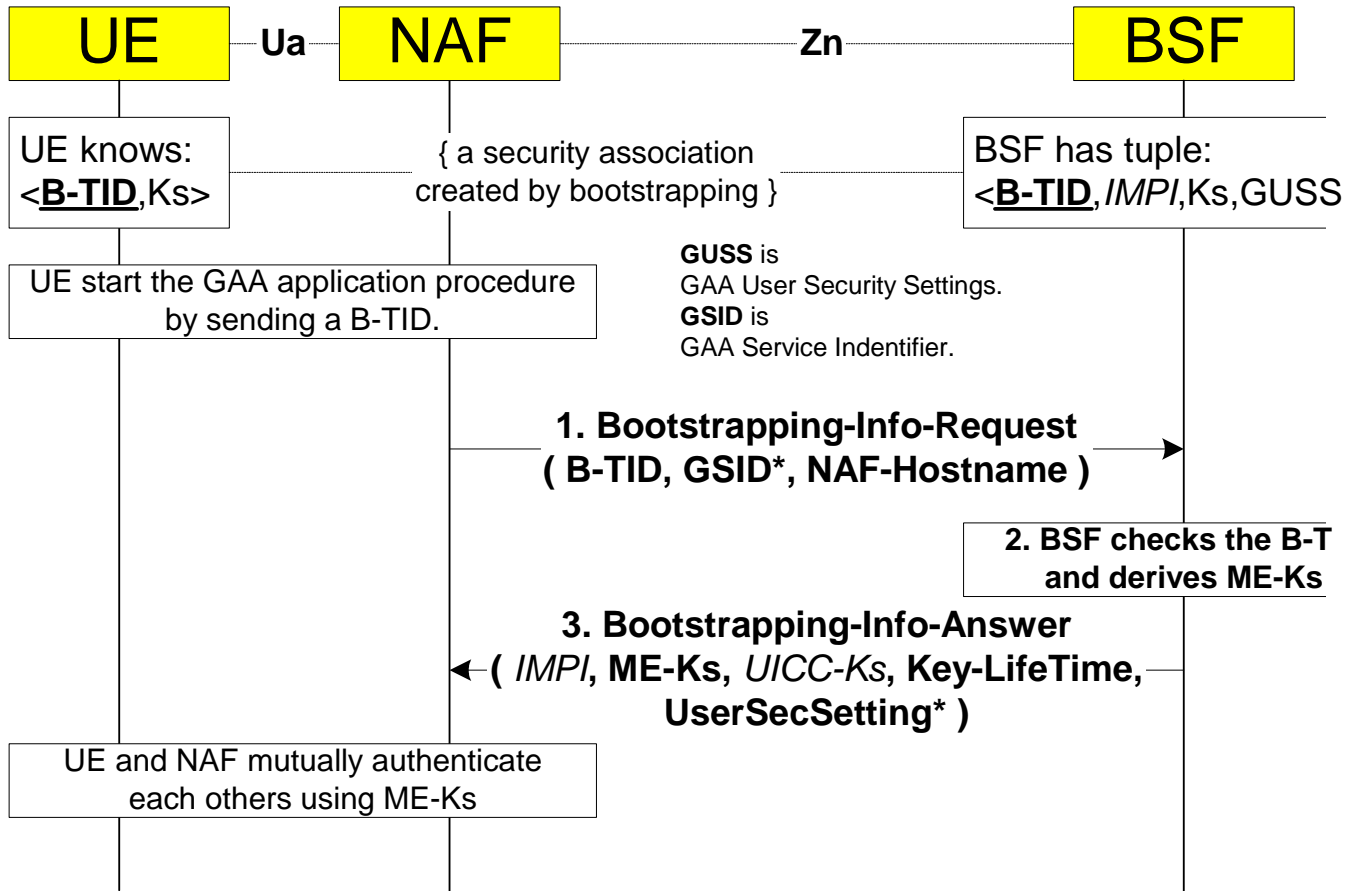 UE Ua NAF Zn BSF
UE knows:
<B-TID,Ks>
{ a security association
created by bootstrapping }
BSF has tuple:
<B-TID,IMPI,Ks,GUSS
UE start the GAA application procedure
by sending a B-TID.
GUSS is
GAA User Security Settings.
GSID is
GAA Service Indentifier.
1. Bootstrapping-Info-Request
( B-TID, GSID*, NAF-Hostname )
2. BSF checks the B-T
and derives ME-Ks
3. Bootstrapping-Info-Answer
( IMPI, ME-Ks, UICC-Ks, Key-LifeTime,
UserSecSetting* )
UE and NAF mutually authenticate
each others using ME-Ks